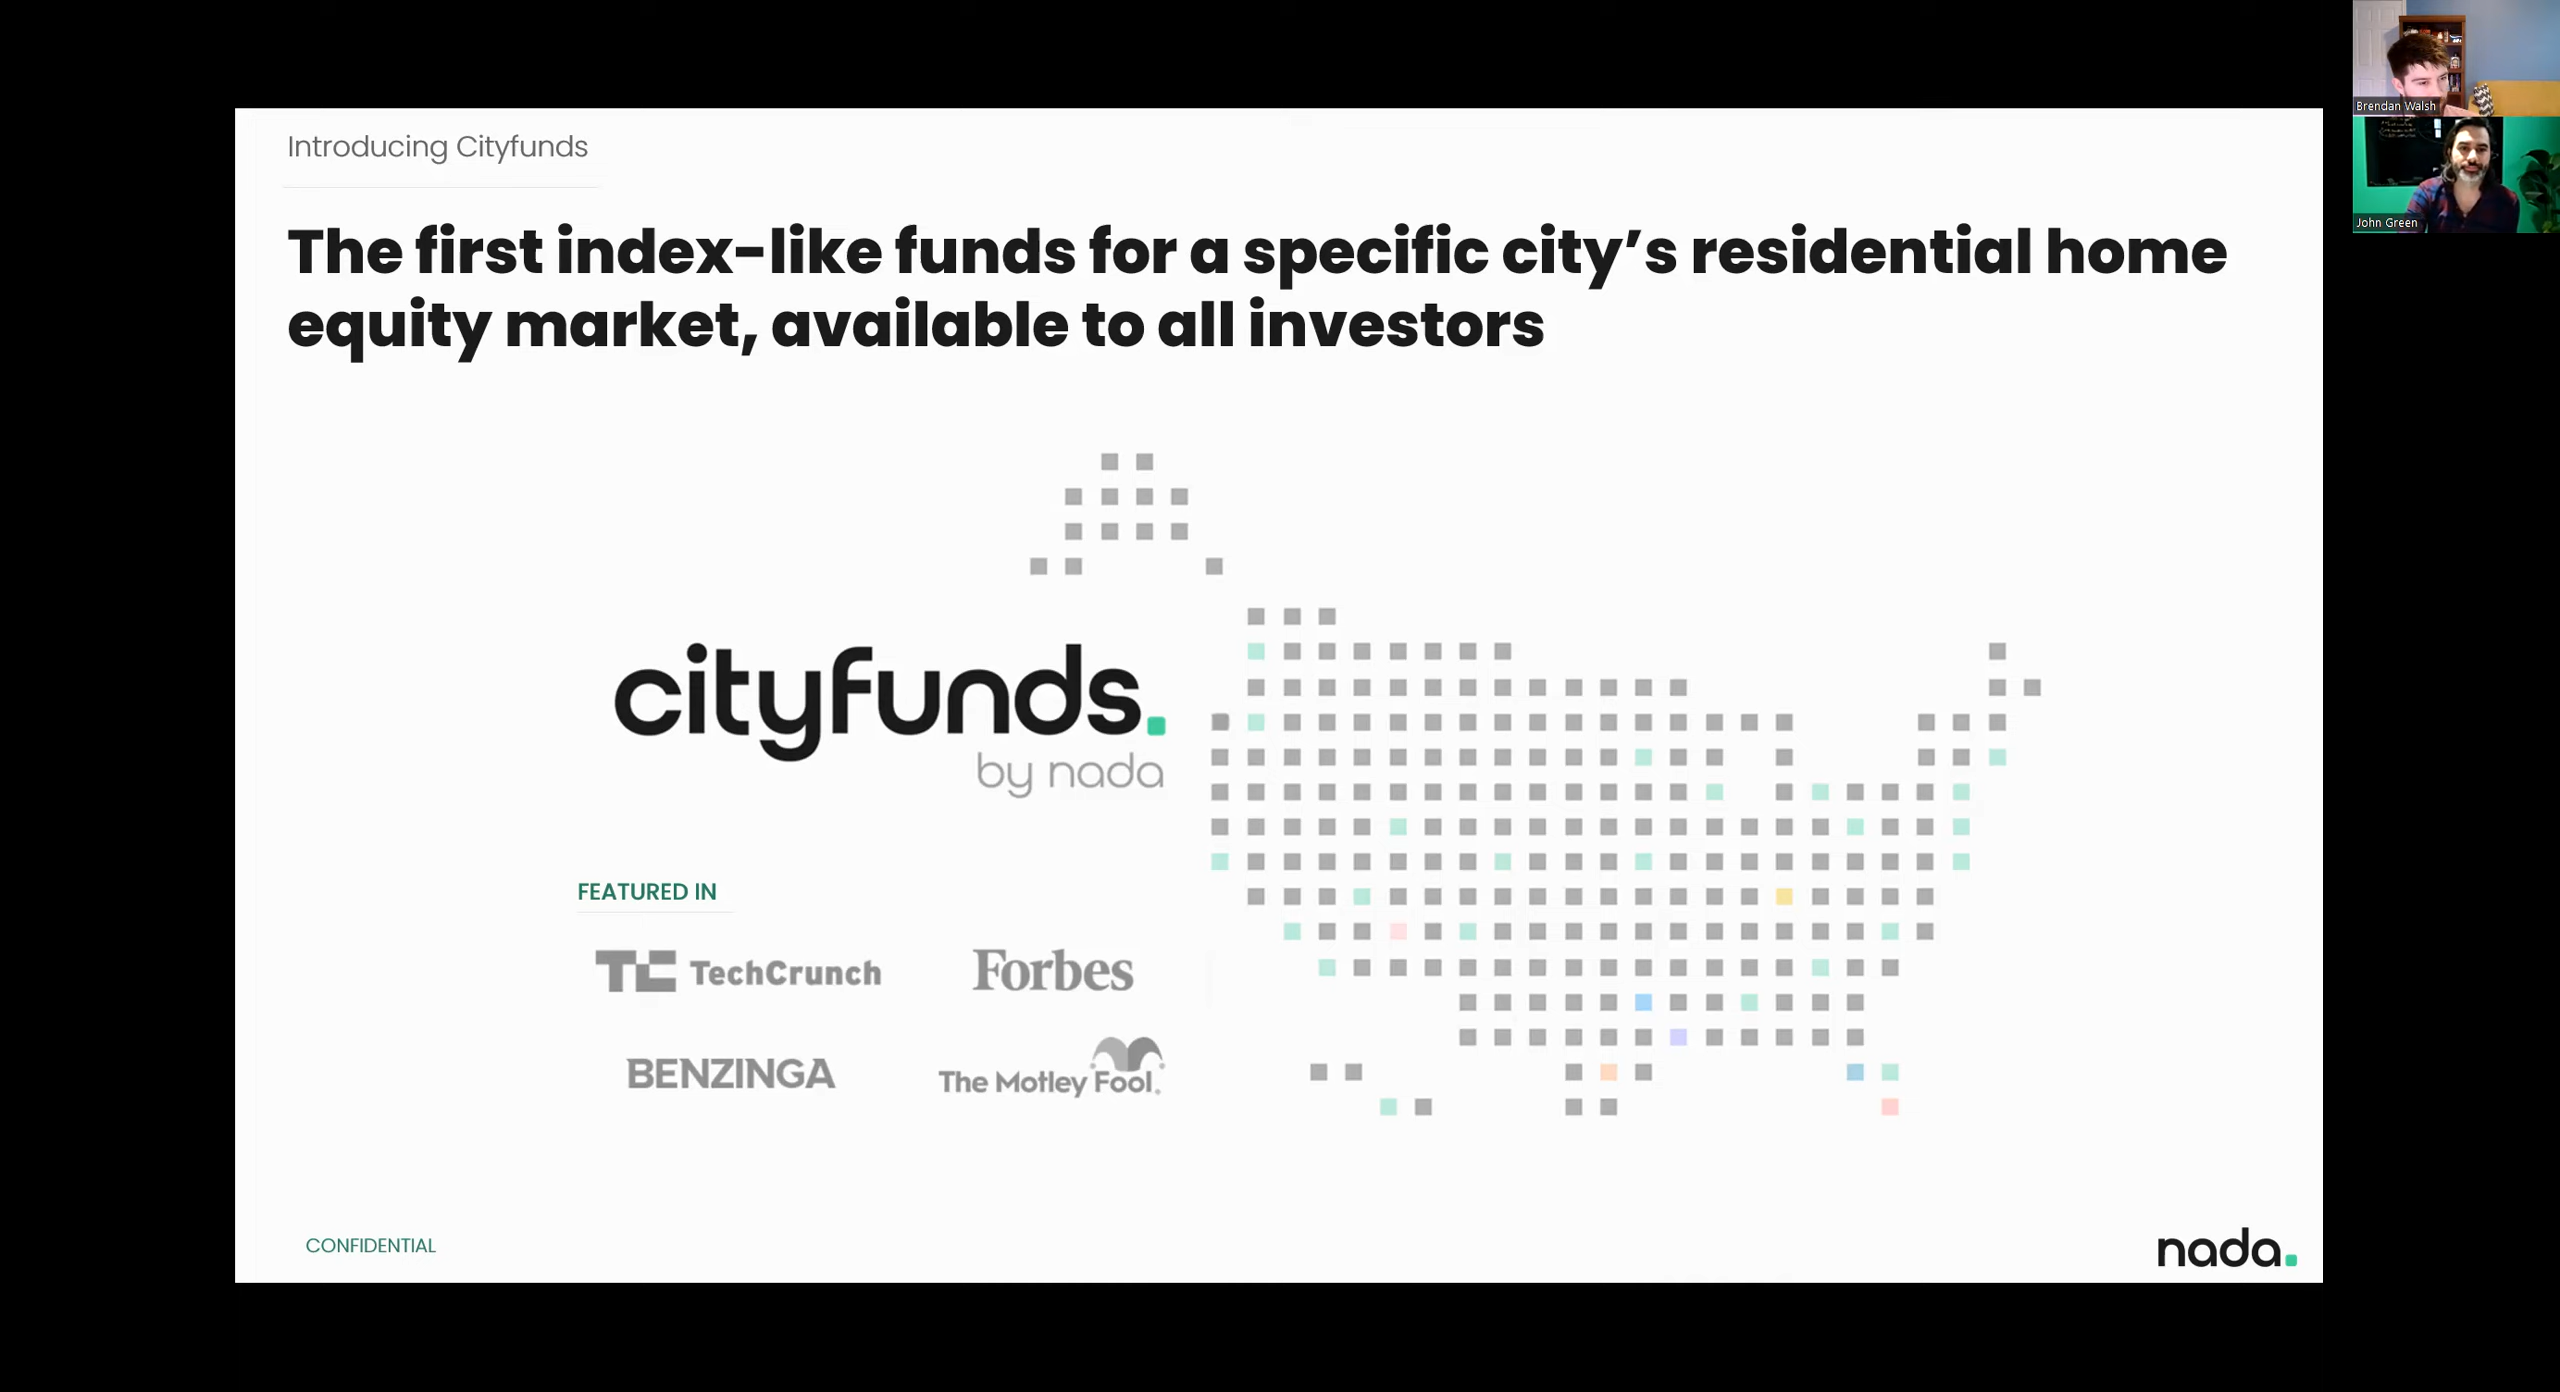 Introducing Cityfunds
The first index-like funds for a specific city’s residential home
equity market, available to all investors
cityfunds.
by nada
FEATURED IN
TC TechCrunch
Forbes
BENZINGA
The Motley Fool.
CONFIDENTIAL
nada.
Brendan Walsh
John Green